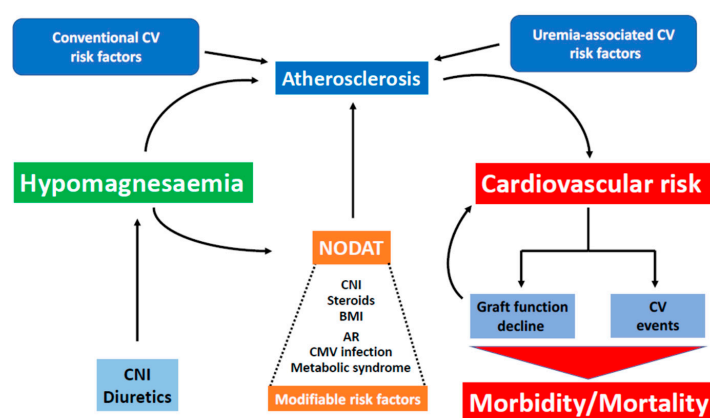 Conventional CV
risk factors
Uremia-associated CV
risk factors
Atherosclerosis
Hypomagnesaemia
Cardiovascular risk
NODAT
CNI
Steroids
BMI
AR
CMV infection
Metabolic syndrome
Modifiable risk factors
CNI
Diuretics
Graft function
decline
CV
events
Morbidity/Mortality